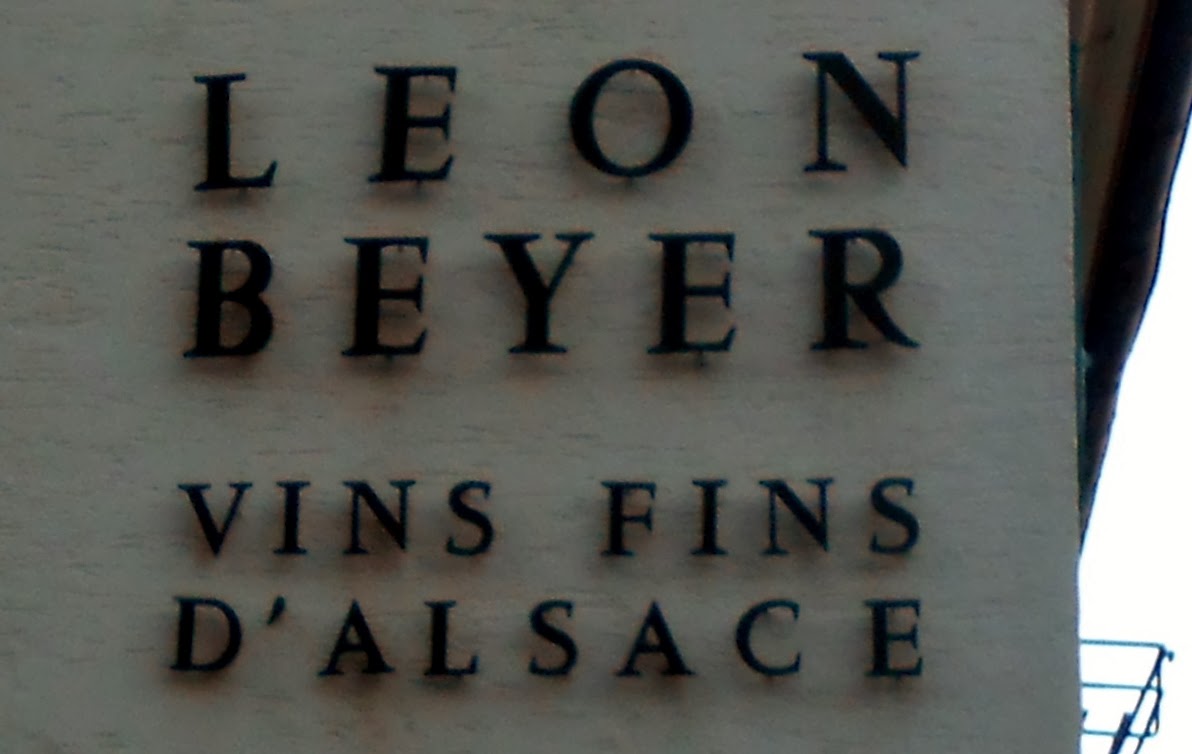 LEON
BEYER
VINS FINS
D'ALSACE